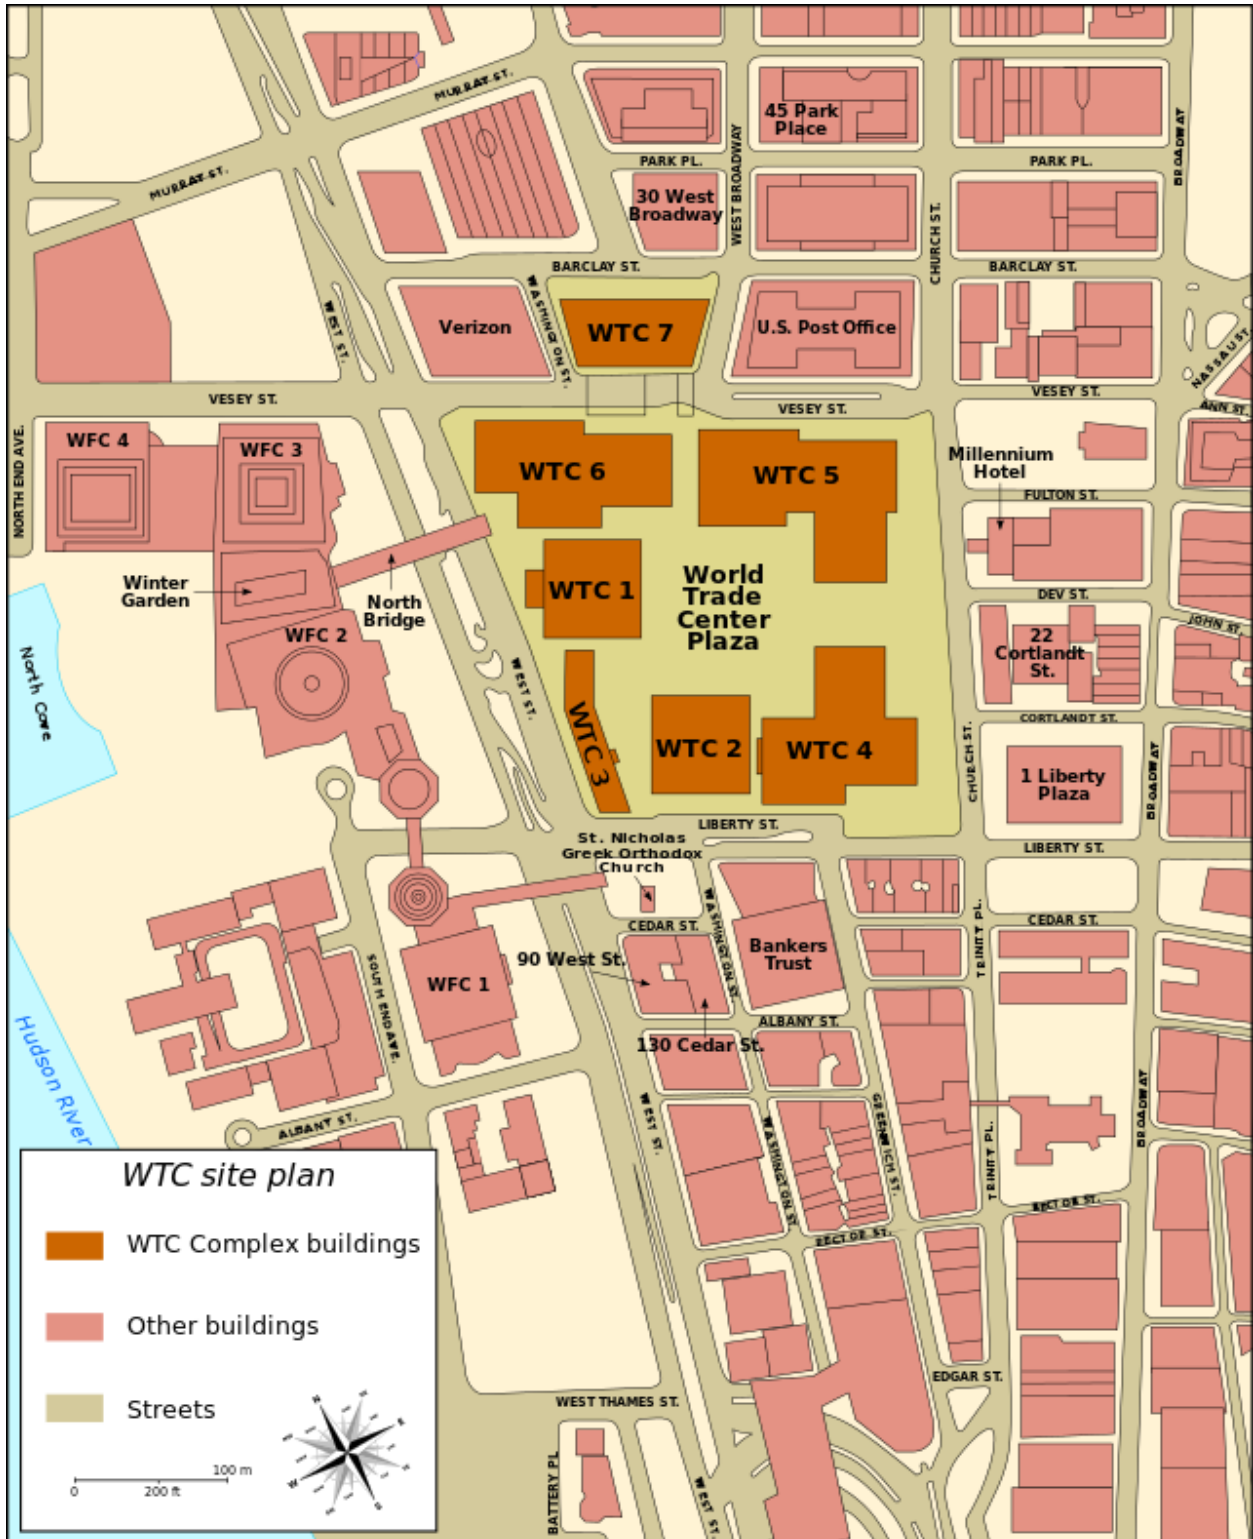 MURRAY ST.
45 Park
Place
WEST BROADWAY
BROADWAY
PARK PL.
PARK PL.
MURRAY ST.
30 West
Broadway
CHURCH ST.
BARCLAY ST.
BARCLAY ST.
WASHINGTON ST.
WEST ST.
Verizon
WTC 7
U.S. Post Office
NASSAU ST.
VESEY ST.
VESEY ST.
VESEY ST.
ANN ST.
NORTH END AVE.
WFC 4
WFC 3
WTC 6
WTC 5
Millennium
Hotel
FULTON ST.
Winter
Garden
North
Bridge
WTC 1
World
Trade
Center
Plaza
DEY ST.
JOHN ST.
WFC 2
22
Cortlandt
St.
North Cove
WEST ST.
CORTLANDT ST.
WTC 3
WTC 2
WTC 4
CHURCH ST.
1 Liberty
Plaza
BROADWAY
LIBERTY ST.
LIBERTY ST.
St. Nicholas
Greek Orthodox
Church
WASHINGTON ST.
TRINITY PL.
CEDAR ST.
CEDAR ST.
90 West St.
Bankers
Trust
SOUTH END AVE.
WFC 1
ALBANY ST.
130 Cedar St.
Hudson River
ALBANY ST.
WEST ST.
WASHINGTON ST.
GREENWICH ST.
TRINITY PL.
BROADWAY
RECTOR ST.
RECTOR ST.
WTC site plan
WTC Complex buildings
Other buildings
Streets
EDGAR ST.
WEST THAMES ST.
BATTERY PL
WEST ST.
N
E
S
W
100 m
0
200 ft